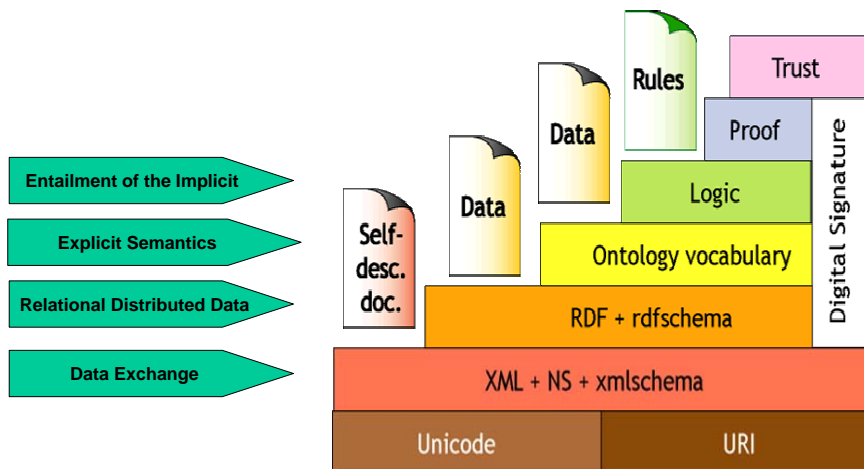 Rules
Trust
Data
Proof
Entailment of the Implicit
Data
Logic
Digital Signature
Explicit Semantics
Self-
desc.
doc.
Ontology vocabulary
Relational Distributed Data
RDF + rdfschema
Data Exchange
XML + NS + xmlschema
Unicode
URI